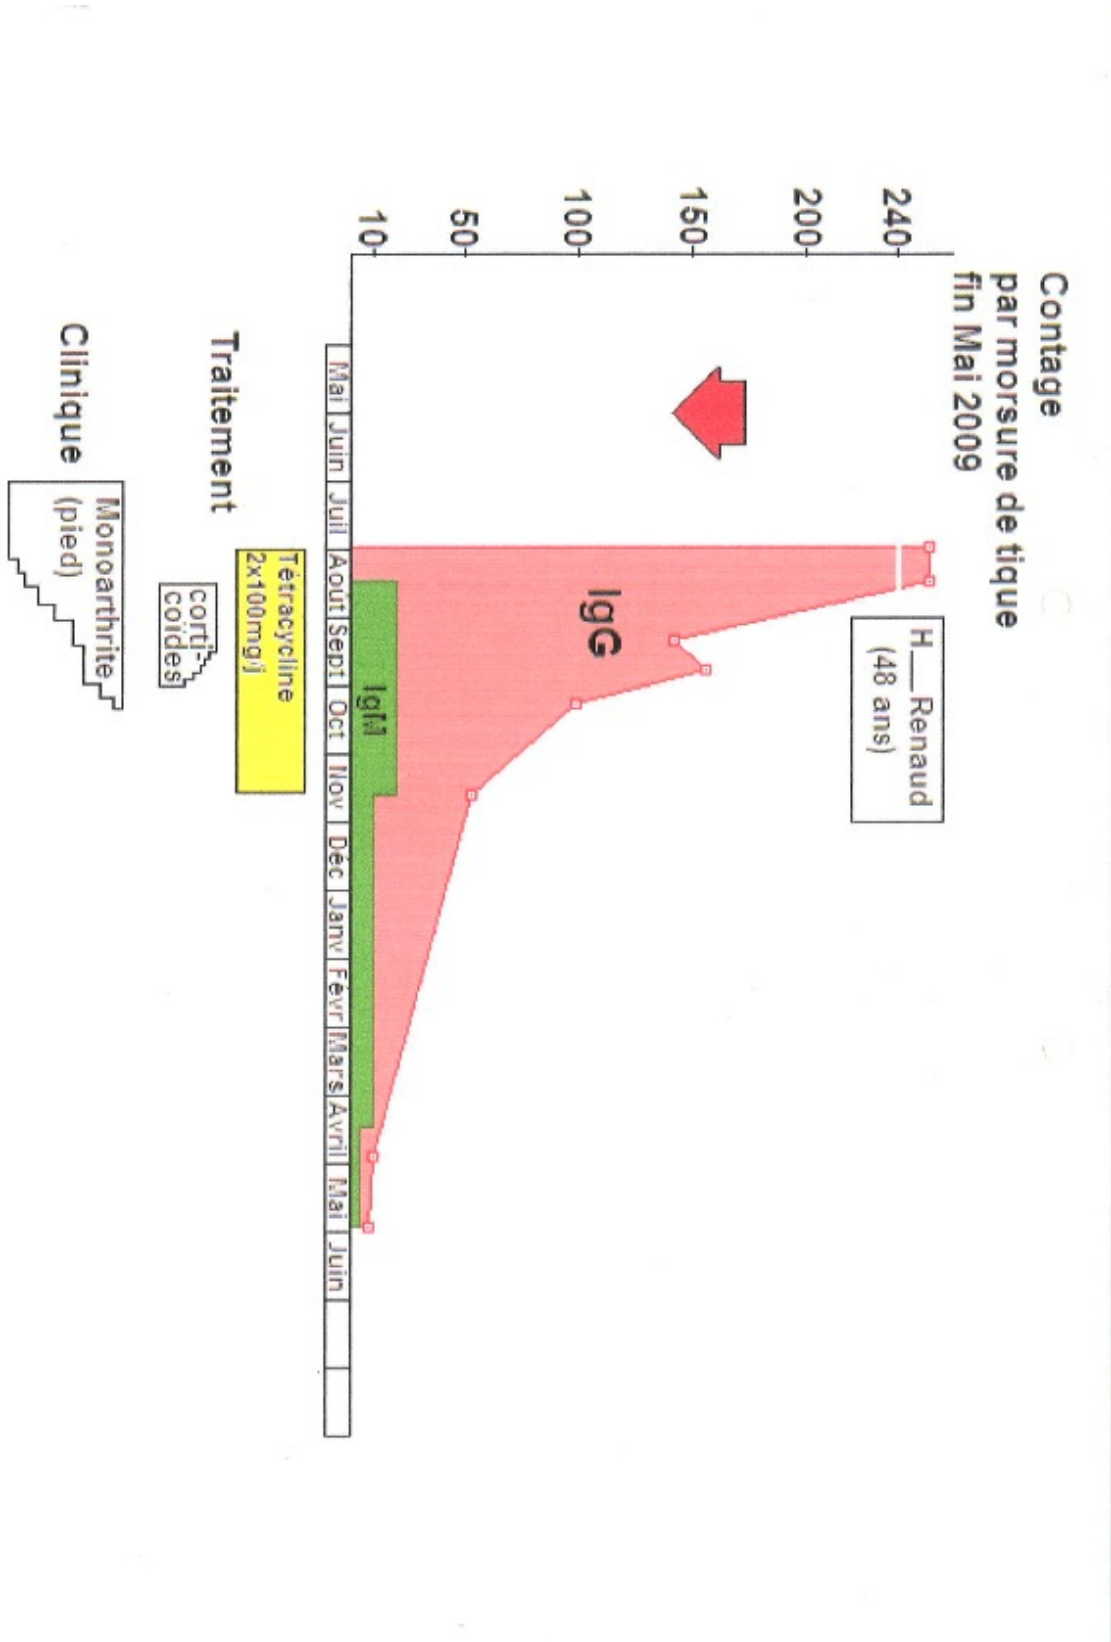 Contage
par morsure de tique
fin Mai 2009
H__Renaud
(48 ans)
240
200
150
100
50
10
IgG
IgM
Mai Juin Juil Août Sept Oct Nov Déc Janv Févr Mars Avril Mai Juin
Traitement
Tétracycline
2x100mg/j
corti-
coïdes
Clinique
Monoarthrite
(pied)